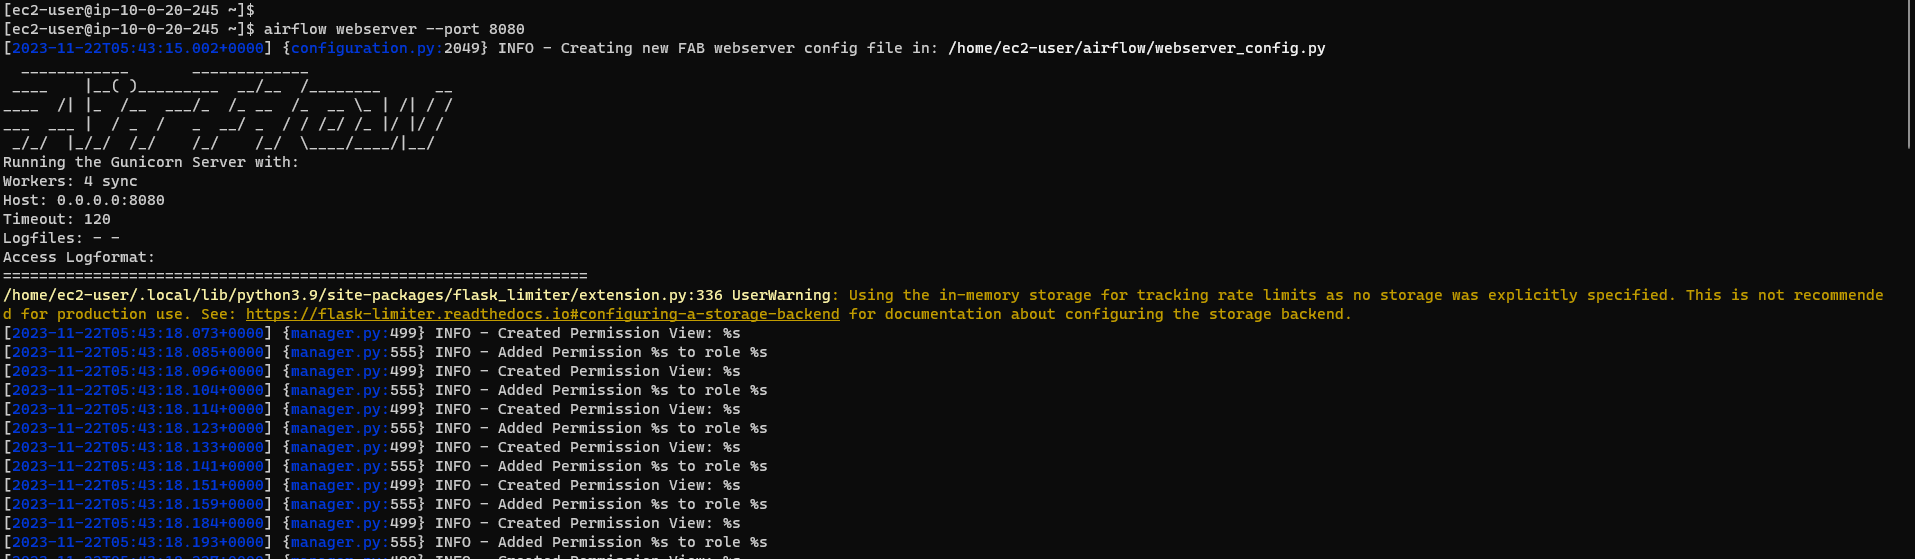 [ec2-user@ip-10-0-20-245 ~]$
[ec2-user@ip-10-0-20-245 ~]$ airflow webserver --port 8080
[2023-11-22T05:43:15.002+0000] {configuration.py:2049} INFO - Creating new FAB webserver config file in: /home/ec2-user/airflow/webserver_config.py
  ____________       _____________
 ____    |__( )_________  __/__  /________      __
____  /| |_  /__  ___/_  /_ __  /_  __ \_ | /| / /
___  ___ |  / _  /   _  __/ _  / / /_/ /_ |/ |/ /
 _/_/  |_/_/  /_/    /_/    /_/  \____/____/|__/
Running the Gunicorn Server with:
Workers: 4 sync
Host: 0.0.0.0:8080
Timeout: 120
Logfiles: - -
Access Logformat:
=================================================================
/home/ec2-user/.local/lib/python3.9/site-packages/flask_limiter/extension.py:336 UserWarning: Using the in-memory storage for tracking rate limits as no storage was explicitly specified. This is not recommende
d for production use. See: https://flask-limiter.readthedocs.io#configuring-a-storage-backend for documentation about configuring the storage backend.
[2023-11-22T05:43:18.073+0000] {manager.py:499} INFO - Created Permission View: %s
[2023-11-22T05:43:18.085+0000] {manager.py:555} INFO - Added Permission %s to role %s
[2023-11-22T05:43:18.096+0000] {manager.py:499} INFO - Created Permission View: %s
[2023-11-22T05:43:18.104+0000] {manager.py:555} INFO - Added Permission %s to role %s
[2023-11-22T05:43:18.114+0000] {manager.py:499} INFO - Created Permission View: %s
[2023-11-22T05:43:18.123+0000] {manager.py:555} INFO - Added Permission %s to role %s
[2023-11-22T05:43:18.133+0000] {manager.py:499} INFO - Created Permission View: %s
[2023-11-22T05:43:18.141+0000] {manager.py:555} INFO - Added Permission %s to role %s
[2023-11-22T05:43:18.151+0000] {manager.py:499} INFO - Created Permission View: %s
[2023-11-22T05:43:18.159+0000] {manager.py:555} INFO - Added Permission %s to role %s
[2023-11-22T05:43:18.184+0000] {manager.py:499} INFO - Created Permission View: %s
[2023-11-22T05:43:18.193+0000] {manager.py:555} INFO - Added Permission %s to role %s